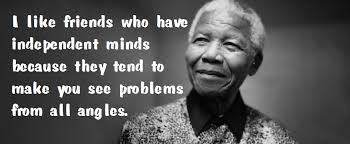 I like friends who have
independent minds
because they tend to
make you see problems
from all angles.